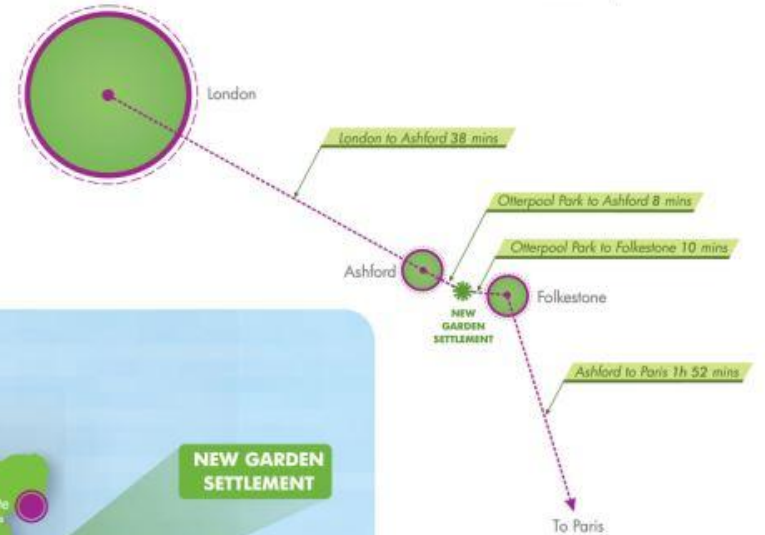 London
London to Ashford 38 mins
Otterpool Park to Ashford 8 mins
Otterpool Park to Folkestone 10 mins
Ashford
Folkestone
NEW
GARDEN
SETTLEMENT
Ashford to Paris 1h 52 mins
NEW GARDEN
SETTLEMENT
To Paris